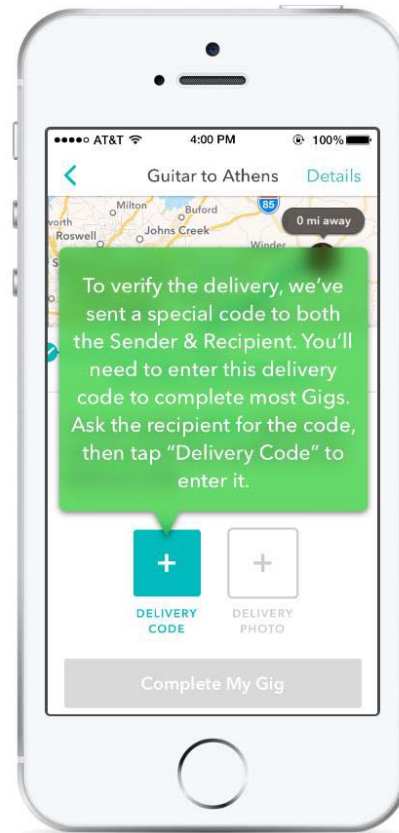 AT&T 4:00 PM 100%
Guitar to Athens Details
Milton
Buford
85
0 mi away
Roswell
Johns Creek
Winder
To verify the delivery, we've
sent a special code to both
the Sender & Recipient. You'll
need to enter this delivery
code to complete most Gigs.
Ask the recipient for the code,
then tap "Delivery Code" to
enter it.
+ +
DELIVERY DELIVERY
CODE PHOTO
Complete My Gig